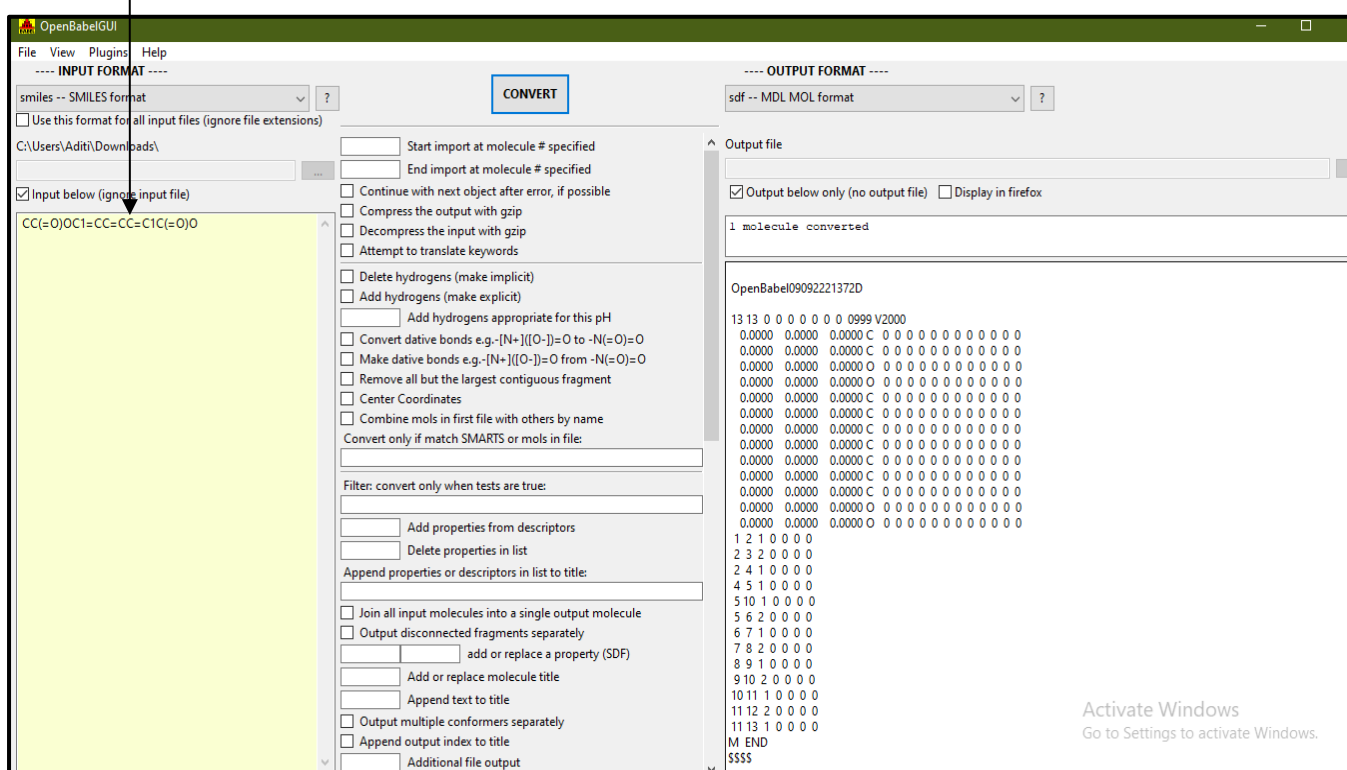 OpenBabelGUI
File View Plugins Help
---- INPUT FORMAT ----
smiles -- SMILES format
?
Use this format for all input files (ignore file extensions)
C:\Users\Aditi\Downloads\
...
Input below (ignore input file)
CC(=O)OC1=CC=CC=C1C(=O)O
CONVERT
Start import at molecule # specified
End import at molecule # specified
Continue with next object after error, if possible
Compress the output with gzip
Decompress the input with gzip
Attempt to translate keywords
Delete hydrogens (make implicit)
Add hydrogens (make explicit)
Add hydrogens appropriate for this pH
Convert dative bonds e.g.-[N+]([O-])=O to -N(=O)=O
Make dative bonds e.g.-[N+]([O-])=O from -N(=O)=O
Remove all but the largest contiguous fragment
Center Coordinates
Combine mols in first file with others by name
Convert only if match SMARTS or mols in file:
Filter: convert only when tests are true:
Add properties from descriptors
Delete properties in list
Append properties or descriptors in list to title:
Join all input molecules into a single output molecule
Output disconnected fragments separately
add or replace a property (SDF)
Add or replace molecule title
Append text to title
Output multiple conformers separately
Append output index to title
Additional file output
---- OUTPUT FORMAT ----
sdf -- MDL MOL format
?
Output file
Output below only (no output file) Display in firefox
1 molecule converted
OpenBabel09092221372D
13 13 0 0 0 0 0 0 0 0999 V2000
0.0000 0.0000 0.0000 C 0 0 0 0 0 0 0 0 0 0 0 0
0.0000 0.0000 0.0000 C 0 0 0 0 0 0 0 0 0 0 0 0
0.0000 0.0000 0.0000 O 0 0 0 0 0 0 0 0 0 0 0 0
0.0000 0.0000 0.0000 O 0 0 0 0 0 0 0 0 0 0 0 0
0.0000 0.0000 0.0000 C 0 0 0 0 0 0 0 0 0 0 0 0
0.0000 0.0000 0.0000 C 0 0 0 0 0 0 0 0 0 0 0 0
0.0000 0.0000 0.0000 C 0 0 0 0 0 0 0 0 0 0 0 0
0.0000 0.0000 0.0000 C 0 0 0 0 0 0 0 0 0 0 0 0
0.0000 0.0000 0.0000 C 0 0 0 0 0 0 0 0 0 0 0 0
0.0000 0.0000 0.0000 C 0 0 0 0 0 0 0 0 0 0 0 0
0.0000 0.0000 0.0000 C 0 0 0 0 0 0 0 0 0 0 0 0
0.0000 0.0000 0.0000 O 0 0 0 0 0 0 0 0 0 0 0 0
0.0000 0.0000 0.0000 O 0 0 0 0 0 0 0 0 0 0 0 0
1 2 1 0 0 0 0
2 3 2 0 0 0 0
2 4 1 0 0 0 0
4 5 1 0 0 0 0
5 10 1 0 0 0 0
5 6 2 0 0 0 0
6 7 1 0 0 0 0
7 8 2 0 0 0 0
8 9 1 0 0 0 0
9 10 2 0 0 0 0
10 11 1 0 0 0 0
11 12 2 0 0 0 0
11 13 1 0 0 0 0
M END
$$$$
Activate Windows
Go to Settings to activate Windows.